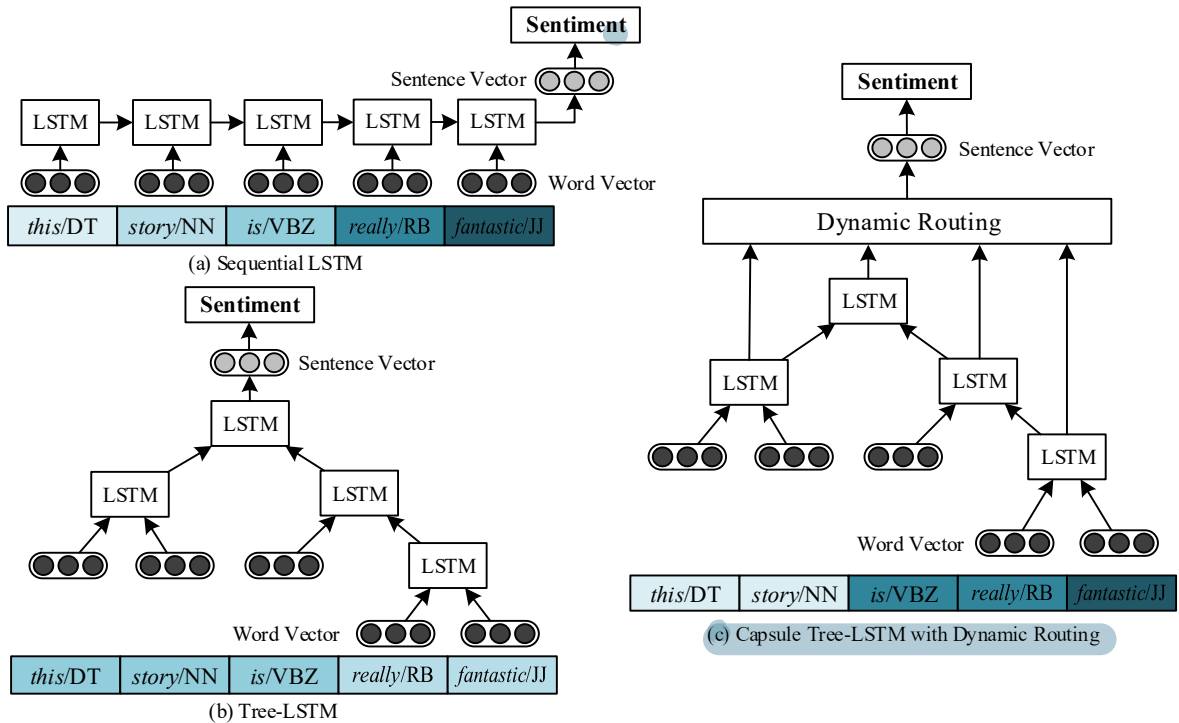 Sentiment
Sentence Vector
LSTM LSTM LSTM LSTM LSTM
Word Vector
this/DT story/NN is/VBZ really/RB fantastic/JJ
(a) Sequential LSTM
Sentiment
Sentence Vector
LSTM
LSTM
LSTM
LSTM
Word Vector
this/DT story/NN is/VBZ really/RB fantastic/JJ
(b) Tree-LSTM
Sentiment
Sentence Vector
Dynamic Routing
LSTM
LSTM
LSTM
LSTM
Word Vector
this/DT story/NN is/VBZ really/RB fantastic/JJ
(c) Capsule Tree-LSTM with Dynamic Routing